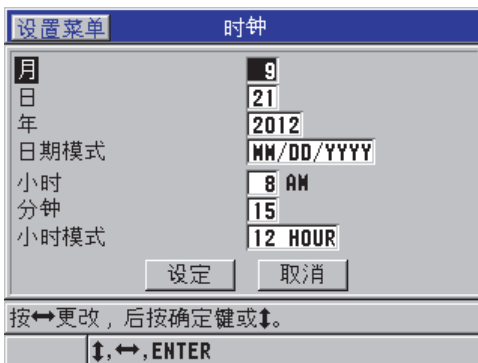 设置菜单 时钟
月 9
日 21
年 2012
日期模式 MM/DD/YYYY
小时 8 AM
分钟 15
小时模式 12 HOUR
设定 取消
按↔更改，后按确定键或↕。
↕,↔,ENTER